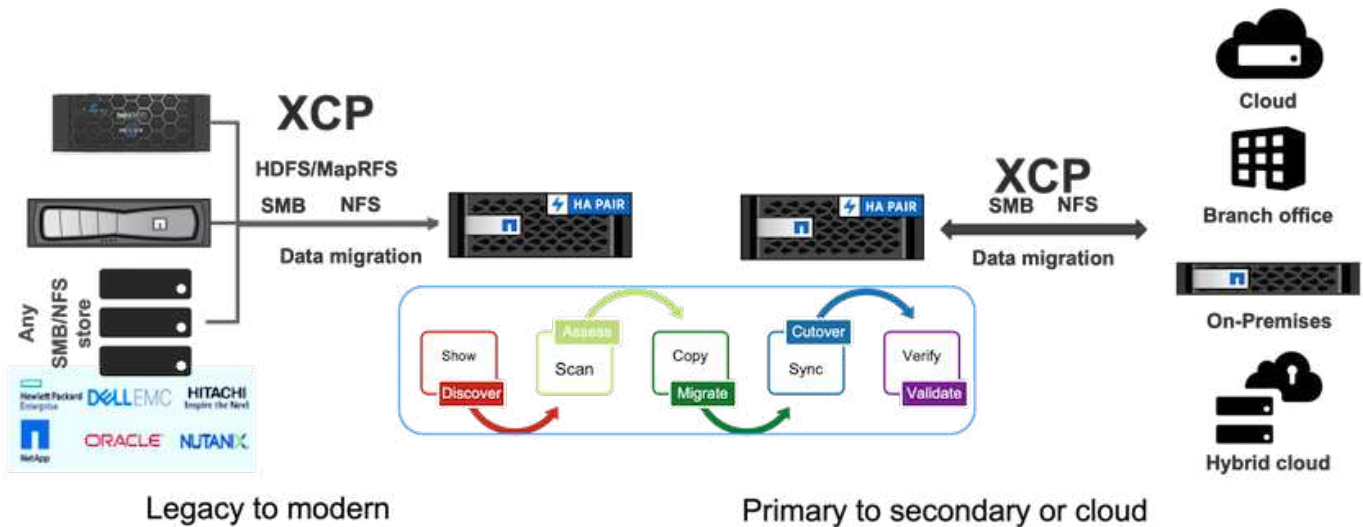 XCP
HDFS/MapRFS
SMB NFS
Data migration
HA PAIR
Any
SMB/NFS
store
Hewlett Packard
Enterprise
DELLEMC
HITACHI
Inspire the Next
NetApp
ORACLE
NUTANIX
Legacy to modern
HA PAIR
XCP
SMB NFS
Data migration
Cloud
Branch office
On-Premises
Hybrid cloud
Show
Discover
Assess
Scan
Copy
Migrate
Cutover
Sync
Verify
Validate
Primary to secondary or cloud